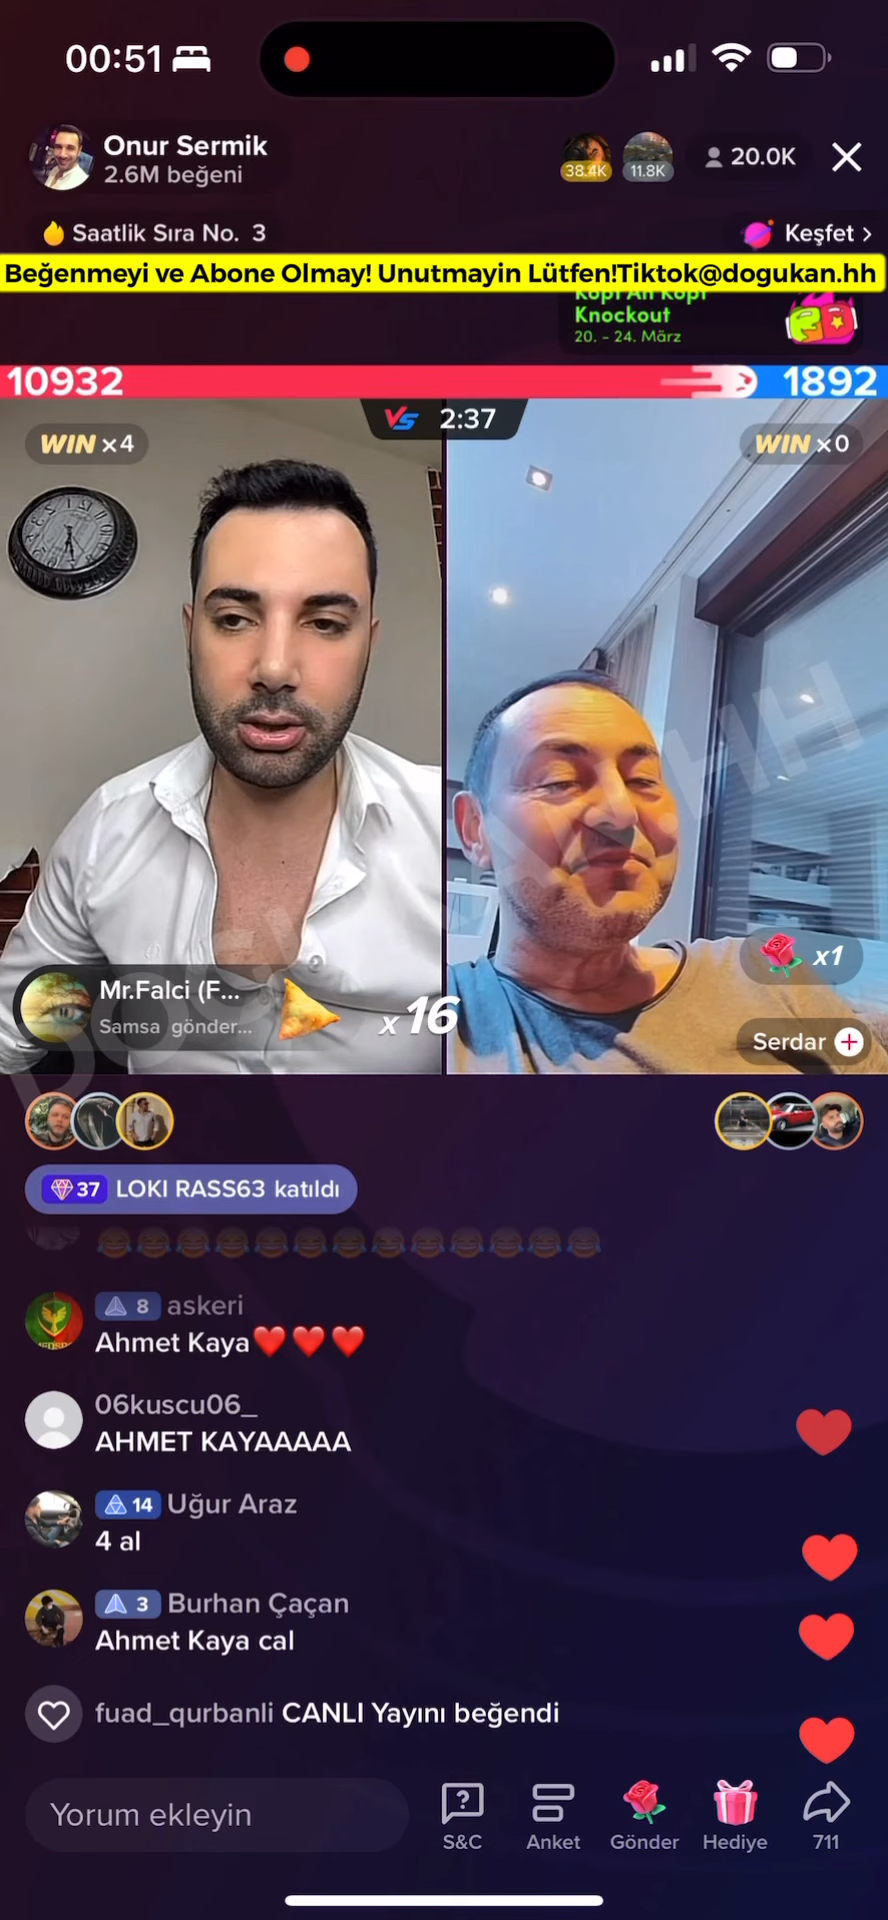 00:51
Onur Sermik
2.6M beğeni
38.4K
11.8K
20.0K
Saatlik Sıra No. 3
Keşfet >
Beğenmeyi ve Abone Olmay! Unutmayin Lütfen!Tiktok@dogukan.hh
Kopf An Kopf
Knockout
20. - 24. März
10932
1892
VS 2:37
WIN x4
WIN x0
Mr.Falci (F...
Samsa gönder...
x16
x1
Serdar
37 LOKI RASS63 katıldı
8 askeri
Ahmet Kaya
06kuscu06_
AHMET KAYAAAAA
14 Uğur Araz
4 al
3 Burhan Çaçan
Ahmet Kaya cal
fuad_qurbanli CANLI Yayını beğendi
Yorum ekleyin
S&C
Anket
Gönder
Hediye
711